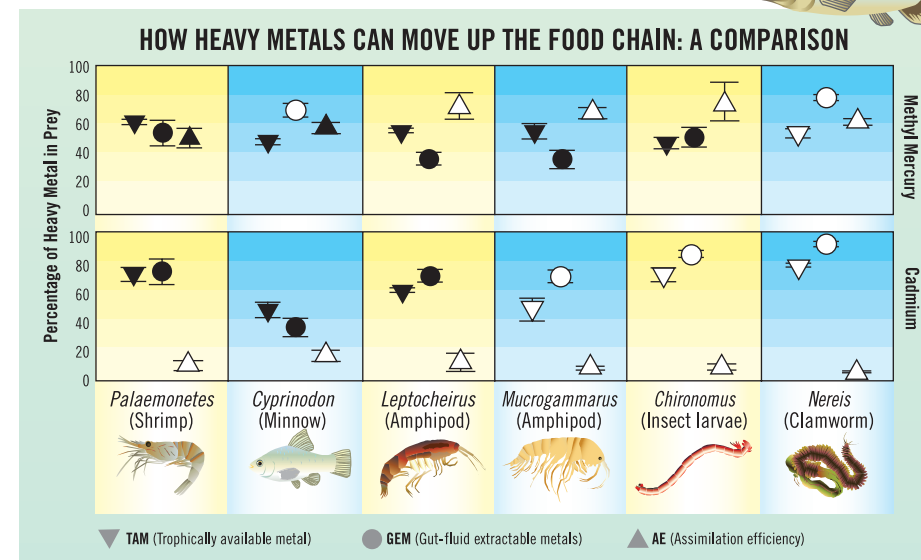 HOW HEAVY METALS CAN MOVE UP THE FOOD CHAIN: A COMPARISON
Percentage of Heavy Metal in Prey
100
80
60
40
20
0
Methyl Mercury
100
80
60
40
20
0
Cadmium
Palaemonetes
(Shrimp)
Cyprinodon
(Minnow)
Leptocheirus
(Amphipod)
Mucrogammarus
(Amphipod)
Chironomus
(Insect larvae)
Nereis
(Clamworm)
TAM (Trophically available metal)
GEM (Gut-fluid extractable metals)
AE (Assimilation efficiency)